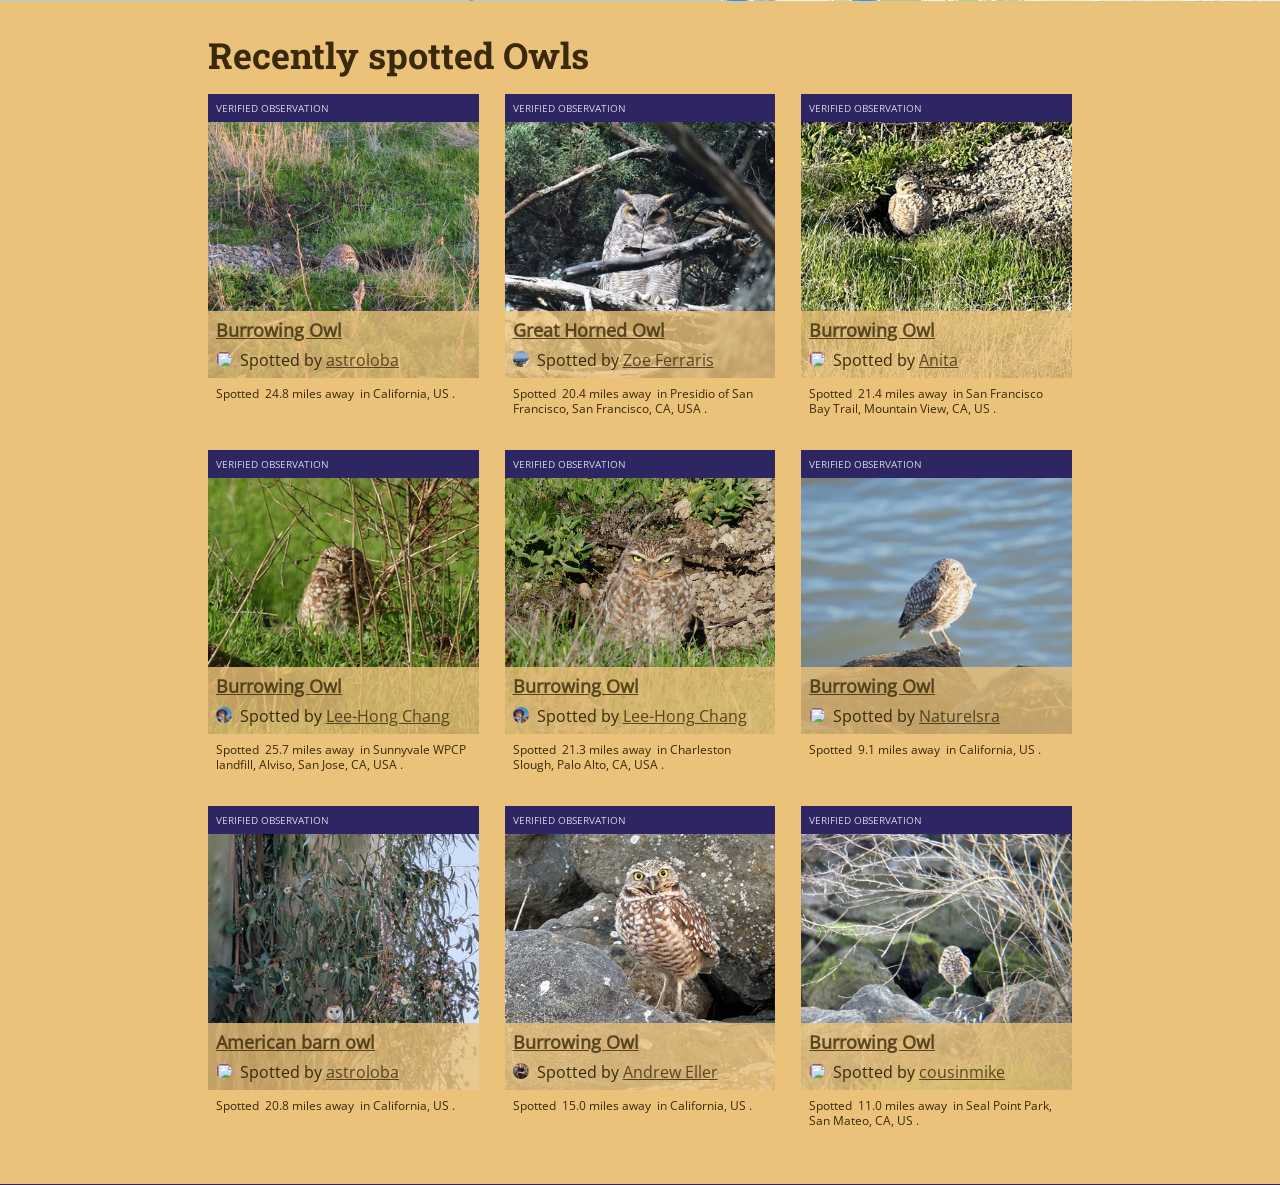 Recently spotted Owls
VERIFIED OBSERVATION
Burrowing Owl
Spotted by astroloba
Spotted 24.8 miles away in California, US .
VERIFIED OBSERVATION
Great Horned Owl
Spotted by Zoe Ferraris
Spotted 20.4 miles away in Presidio of San
Francisco, San Francisco, CA, USA .
VERIFIED OBSERVATION
Burrowing Owl
Spotted by Anita
Spotted 21.4 miles away in San Francisco
Bay Trail, Mountain View, CA, US .
VERIFIED OBSERVATION
Burrowing Owl
Spotted by Lee-Hong Chang
Spotted 25.7 miles away in Sunnyvale WPCP
landfill, Alviso, San Jose, CA, USA .
VERIFIED OBSERVATION
Burrowing Owl
Spotted by Lee-Hong Chang
Spotted 21.3 miles away in Charleston
Slough, Palo Alto, CA, USA .
VERIFIED OBSERVATION
Burrowing Owl
Spotted by NatureIsra
Spotted 9.1 miles away in California, US .
VERIFIED OBSERVATION
American barn owl
Spotted by astroloba
Spotted 20.8 miles away in California, US .
VERIFIED OBSERVATION
Burrowing Owl
Spotted by Andrew Eller
Spotted 15.0 miles away in California, US .
VERIFIED OBSERVATION
Burrowing Owl
Spotted by cousinmike
Spotted 11.0 miles away in Seal Point Park,
San Mateo, CA, US .